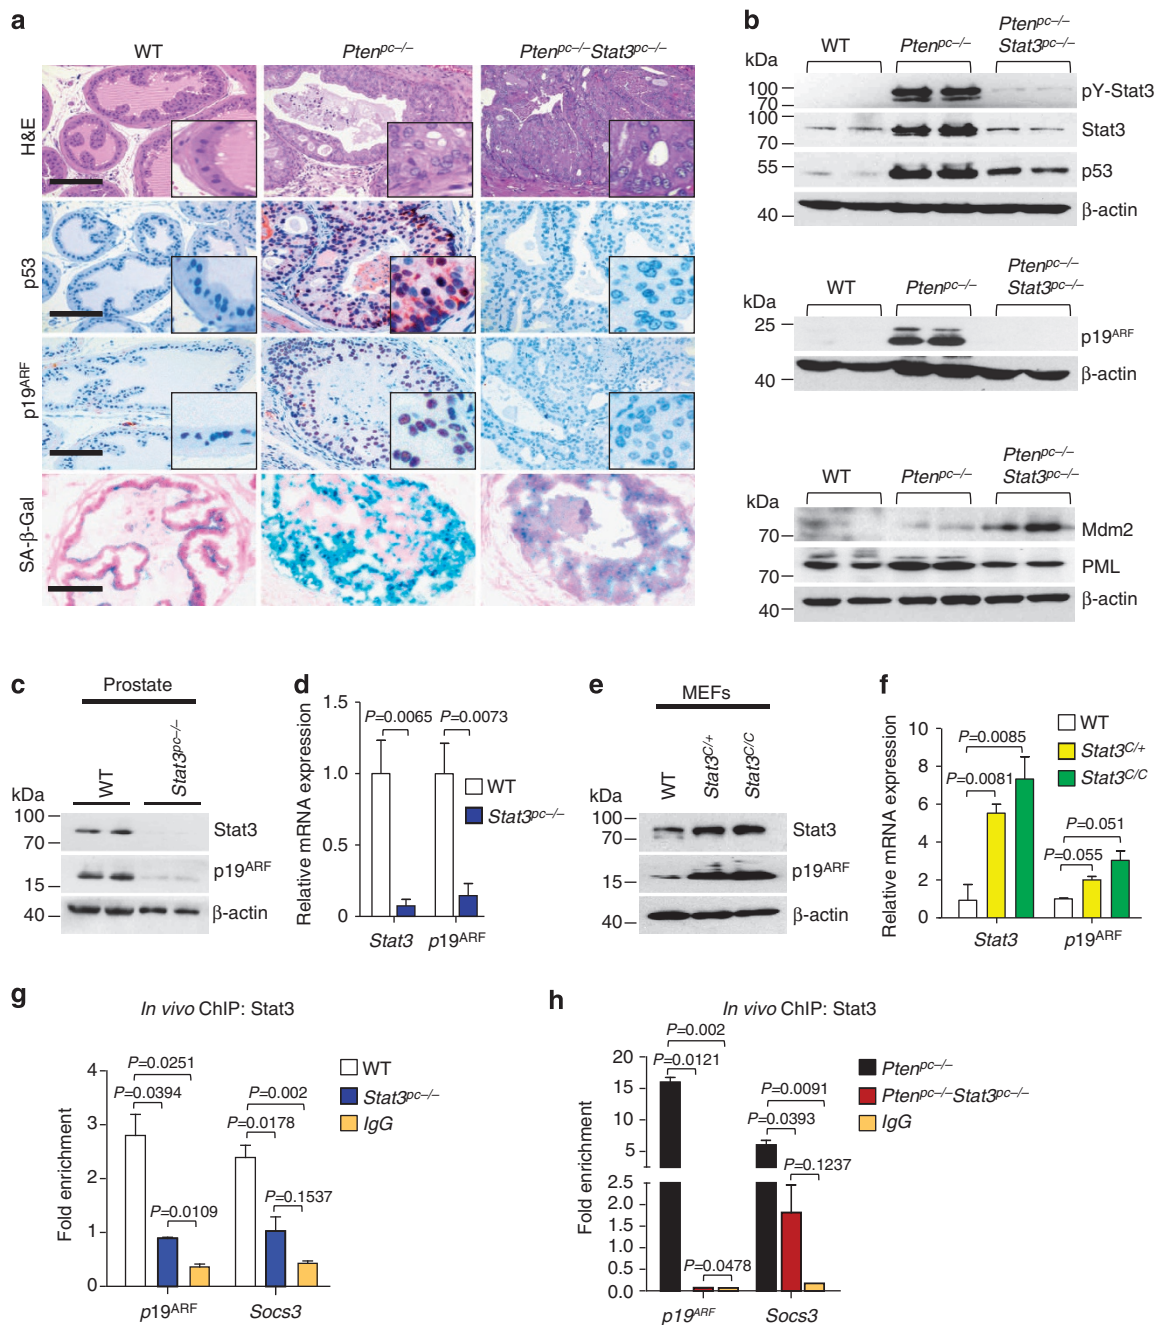 a
WT
Pten^pc–/–
Pten^pc–/–Stat3^pc–/–
H&E
p53
p19^ARF
SA-β-Gal
b
WT
Pten^pc–/–
Pten^pc–/–
Stat3^pc–/–
kDa
100
70
pY-Stat3
100
70
Stat3
55
p53
40
β-actin
WT
Pten^pc–/–
Pten^pc–/–
Stat3^pc–/–
kDa
25
p19^ARF
40
β-actin
WT
Pten^pc–/–
Pten^pc–/–
Stat3^pc–/–
kDa
70
Mdm2
70
PML
40
β-actin
c
Prostate
WT
Stat3^pc–/–
kDa
100
70
Stat3
15
p19^ARF
40
β-actin
d
Relative mRNA expression
1.5
1.0
0.5
0
P=0.0065
P=0.0073
WT
Stat3^pc–/–
Stat3
p19^ARF
e
MEFs
WT
Stat3^C/+
Stat3^C/C
kDa
100
70
Stat3
15
p19^ARF
40
β-actin
f
Relative mRNA expression
10
8
6
4
2
0
P=0.0085
P=0.0081
P=0.051
P=0.055
WT
Stat3^C/+
Stat3^C/C
Stat3
p19^ARF
g
In vivo ChIP: Stat3
Fold enrichment
4
3
2
1
0
P=0.0251
P=0.0394
P=0.0109
P=0.002
P=0.0178
P=0.1537
WT
Stat3^pc–/–
IgG
p19^ARF
Socs3
h
In vivo ChIP: Stat3
Fold enrichment
20
15
10
5
2.5
2.0
1.5
1.0
0.5
0.0
P=0.002
P=0.0121
P=0.0478
P=0.0091
P=0.0393
P=0.1237
Pten^pc–/–
Pten^pc–/–Stat3^pc–/–
IgG
p19^ARF
Socs3